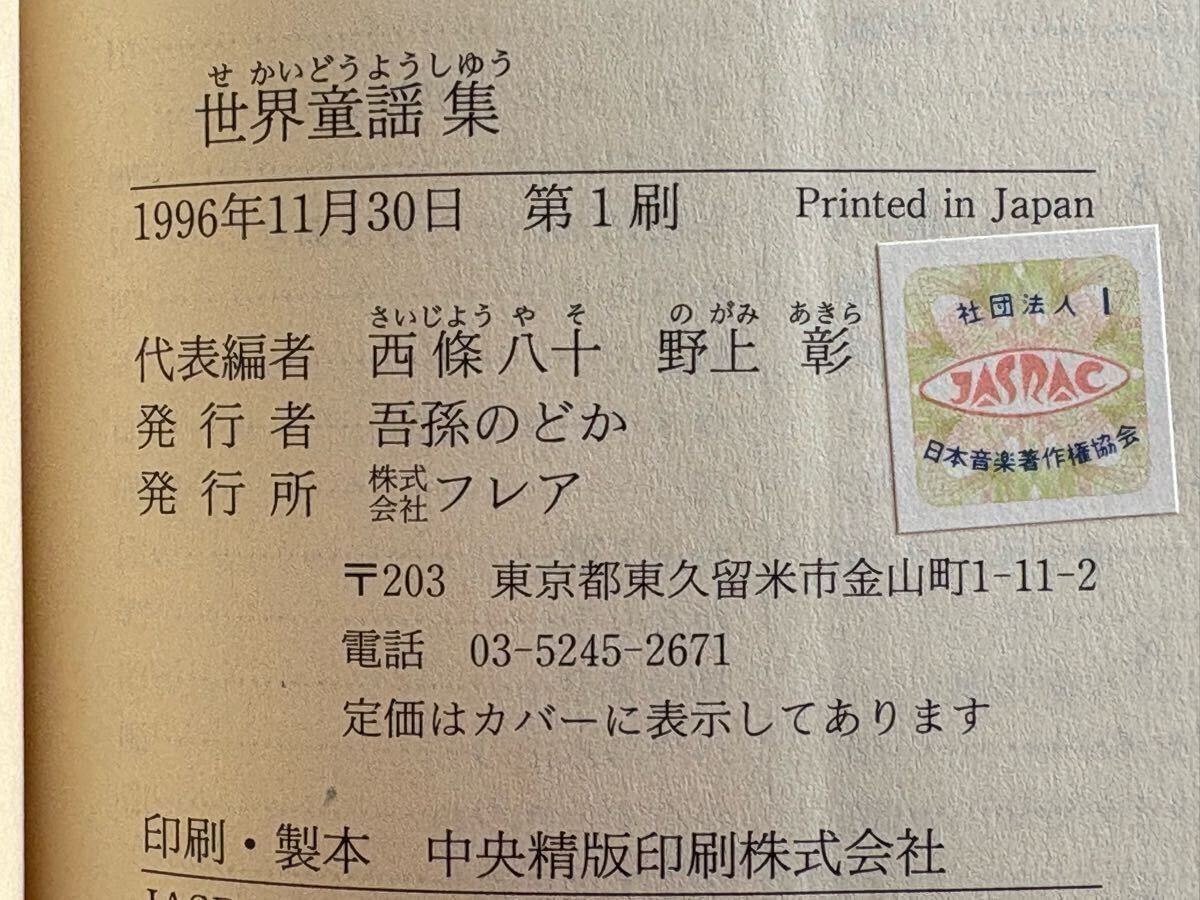 せかいどうようしゆう
世界童謡集
1996年11月30日 第1刷 Printed in Japan
さいじよう や そ の がみ あきら
代表編者 西條八十 野上 彰
発行者 吾孫のどか
発行所 株式会社フレア
〒203 東京都東久留米市金山町1-11-2
電話 03-5245-2671
定価はカバーに表示してあります
印刷・製本 中央精版印刷株式会社
社団法人 1
JASRAC
日本音楽著作権協会